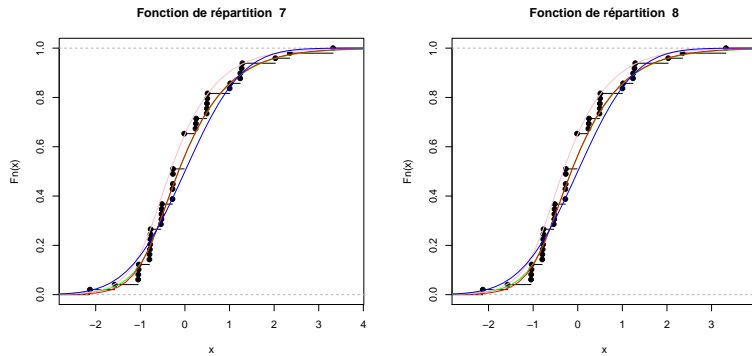 Fonction de répartition 7
Fn(x)
1.0
0.8
0.6
0.4
0.2
0.0
−2 −1 0 1 2 3 4
x
Fonction de répartition 8
Fn(x)
1.0
0.8
0.6
0.4
0.2
0.0
−2 −1 0 1 2 3
x